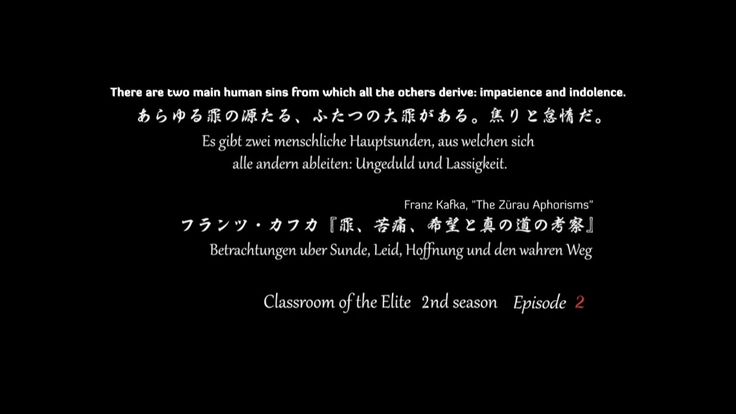 There are two main human sins from which all the others derive: impatience and indolence.
あらゆる罪の源たる、ふたつの大罪がある。焦りと怠惰だ。
Es gibt zwei menschliche Hauptsunden, aus welchen sich
alle andern ableiten: Ungeduld und Lassigkeit.
Franz Kafka, "The Zürau Aphorisms"
フランツ・カフカ『罪、苦痛、希望と真の道の考察』
Betrachtungen uber Sunde, Leid, Hoffnung und den wahren Weg
Classroom of the Elite 2nd season Episode 2